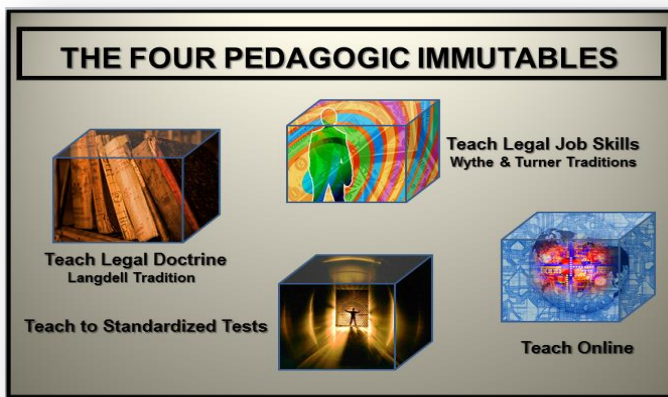 THE FOUR PEDAGOGIC IMMUTABLES
Teach Legal Job Skills
Wythe & Turner Traditions
Teach Legal Doctrine
Langdell Tradition
Teach to Standardized Tests
Teach Online